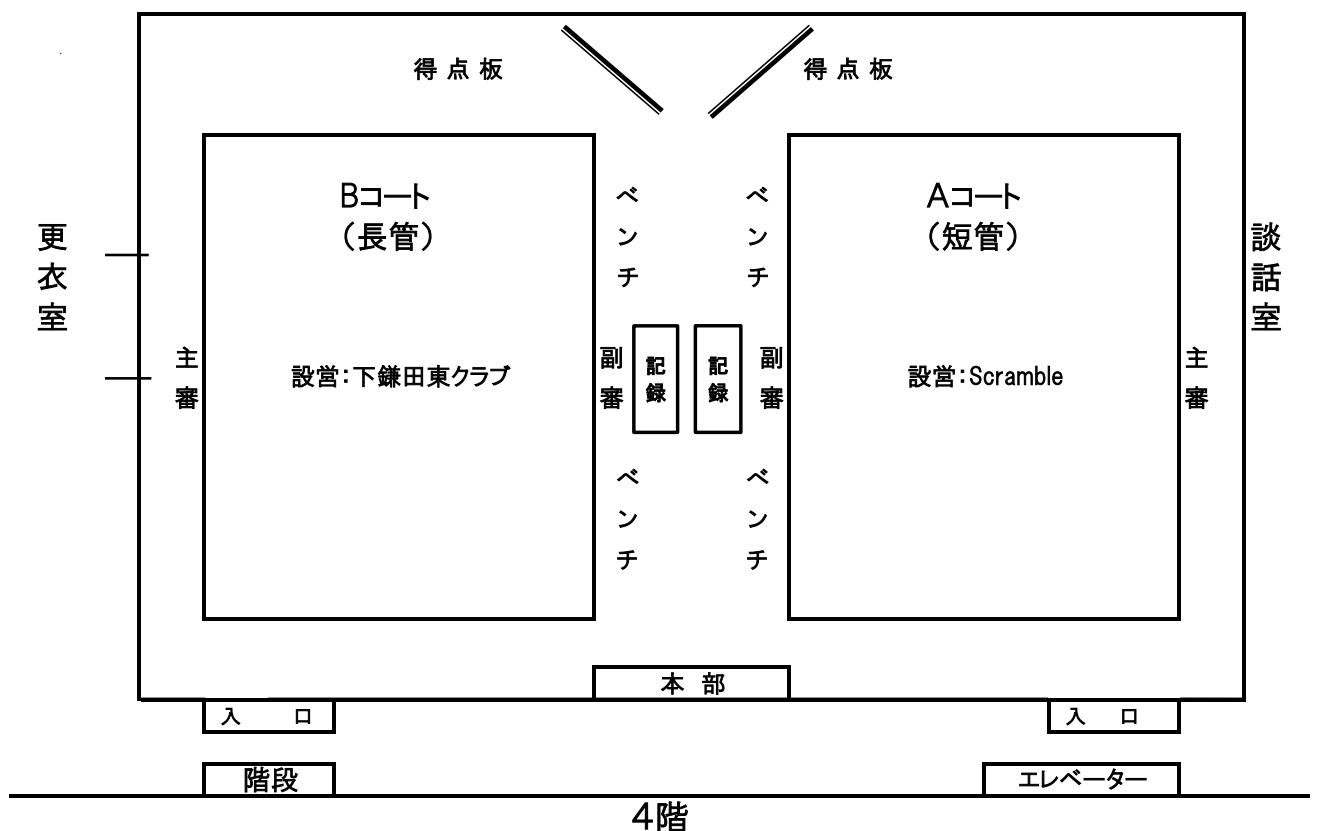 得 点 板
得 点 板
Bコート
（長管）
Aコート
（短管）
ベンチ
ベンチ
更衣室
談話室
主審
設営：下鎌田東クラブ
副審
記録
記録
副審
設営：Scramble
主審
ベンチ
ベンチ
本 部
入 口
入 口
階段
エレベーター
4階